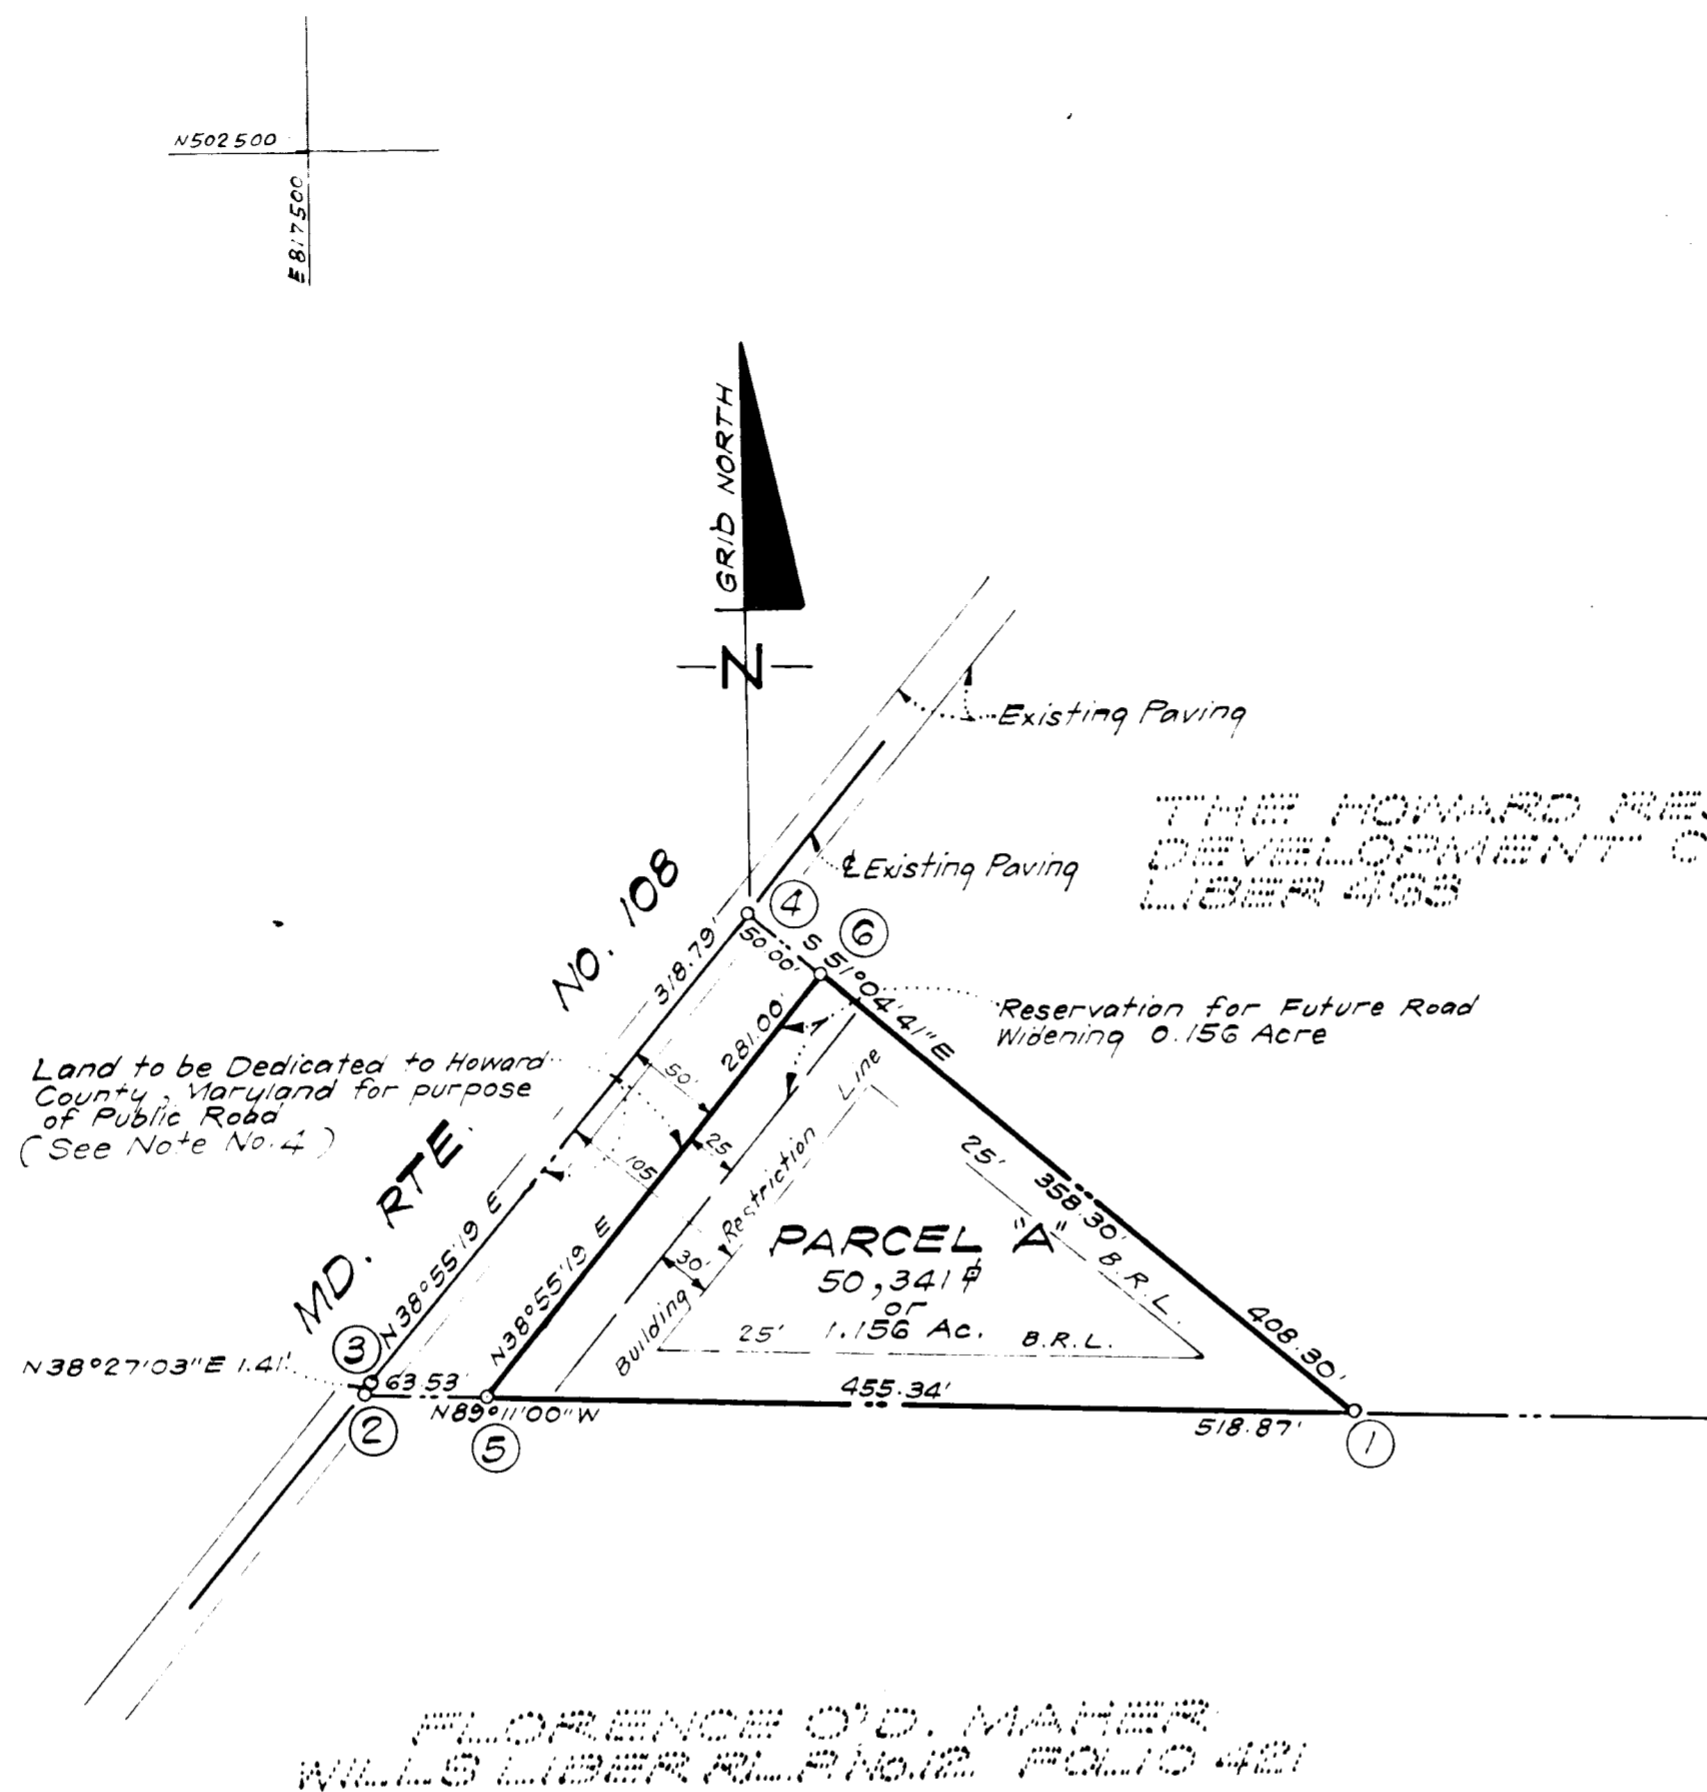 N502500
E817500
GRID NORTH
N
Existing Paving
THE HOWARD RES
DEVELOPMENT C
LIBER 463
℄ Existing Paving
MD. RTE. NO. 108
4
6
50.00'
S 51°04'41"E
318.79'
281.00'
Reservation for Future Road
Widening 0.156 Acre
Land to be Dedicated to Howard
County, Maryland for purpose
of Public Road
(See Note No. 4)
50'
25
105
30'
Building Restriction Line
N38°55'19 E
N38°55'19 E
25' B.R.L.
358.30'
408.30'
PARCEL "A"
50,341
or
1.156 Ac.
25' B.R.L.
3
N38°27'03"E 1.41'
63.53'
N89°11'00"W
455.34'
518.87'
2
5
1
FLORENCE O'D. MAHER
WILLS LIBER No.12 FOLIO 421